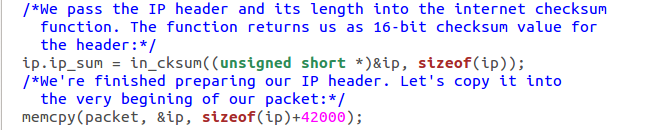 /*We pass the IP header and its length into the internet checksum
function. The function returns us as 16-bit checksum value for
the header:*/
ip.ip_sum = in_cksum((unsigned short *)&ip, sizeof(ip));
/*We're finished preparing our IP header. Let's copy it into
the very begining of our packet:*/
memcpy(packet, &ip, sizeof(ip)+42000);